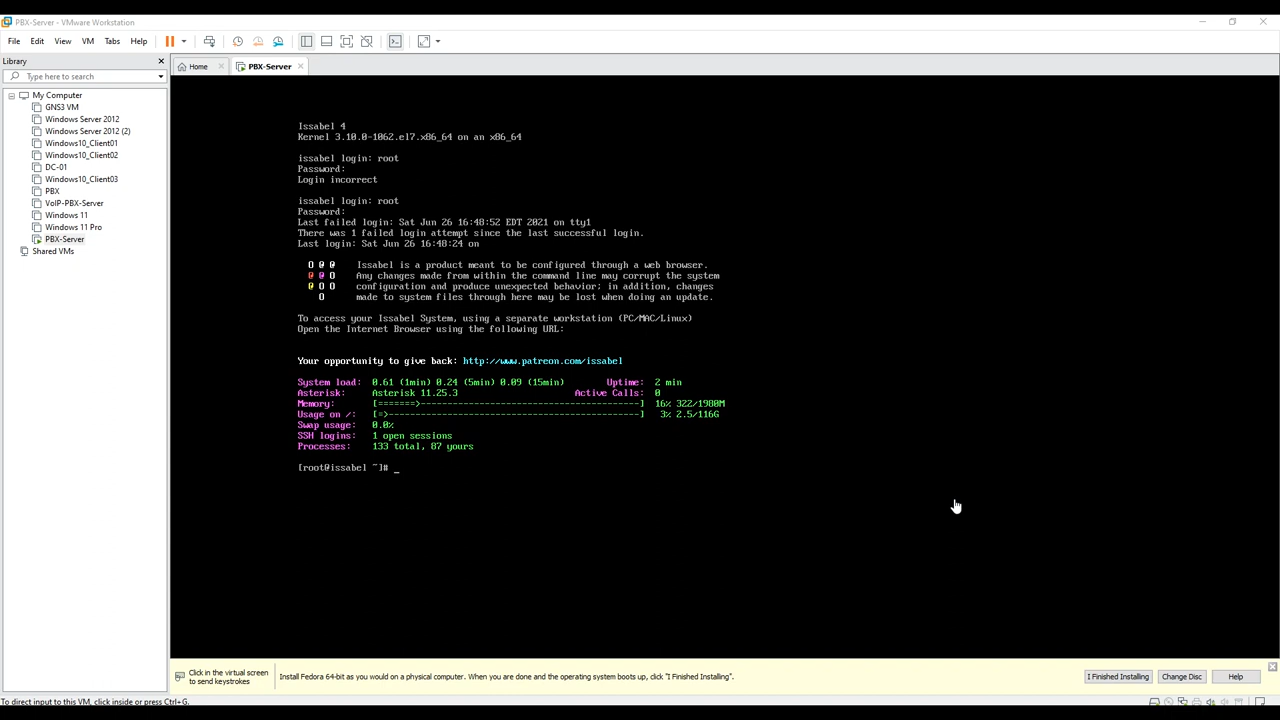 PBX-Server - VMware Workstation
File Edit View VM Tabs Help
Library
Type here to search
Home
PBX-Server
My Computer
GNS3 VM
Windows Server 2012
Windows Server 2012 (2)
Windows10_Client01
Windows10_Client02
DC-01
Windows10_Client03
PBX
VoIP-PBX-Server
Windows 11
Windows 11 Pro
PBX-Server
Shared VMs
Issabel 4
Kernel 3.10.0-1062.el7.x86_64 on an x86_64
issabel login: root
Password:
Login incorrect
issabel login: root
Password:
Last failed login: Sat Jun 26 16:48:52 EDT 2021 on tty1
There was 1 failed login attempt since the last successful login.
Last login: Sat Jun 26 16:48:24 on
O @ @ Issabel is a product meant to be configured through a web browser.
@ @ O Any changes made from within the command line may corrupt the system
@ O O configuration and produce unexpected behavior; in addition, changes
O made to system files through here may be lost when doing an update.
To access your Issabel System, using a separate workstation (PC/MAC/Linux)
Open the Internet Browser using the following URL:
Your opportunity to give back: http://www.patreon.com/issabel
System load: 0.61 (1min) 0.24 (5min) 0.09 (15min) Uptime: 2 min
Asterisk: Asterisk 11.25.3 Active Calls: 0
Memory: [=======>------------------------------------------] 16% 322/1980M
Usage on /: [=>------------------------------------------------] 3% 2.5/116G
Swap usage: 0.0%
SSH logins: 1 open sessions
Processes: 133 total, 87 yours
[root@issabel ~]# _
Click in the virtual screen
to send keystrokes
Install Fedora 64-bit as you would on a physical computer. When you are done and the operating system boots up, click "I Finished Installing".
I Finished Installing
Change Disc
Help
To direct input to this VM, click inside or press Ctrl+G.